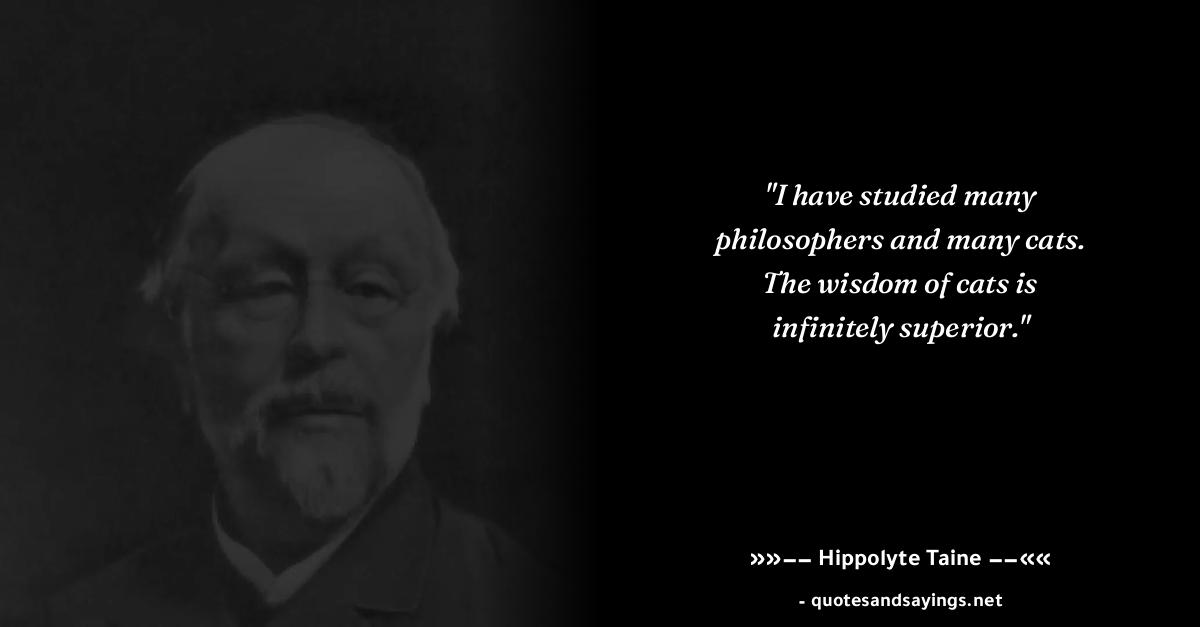 "I have studied many
philosophers and many cats.
The wisdom of cats is
infinitely superior."
»»–– Hippolyte Taine ––««
- quotesandsayings.net